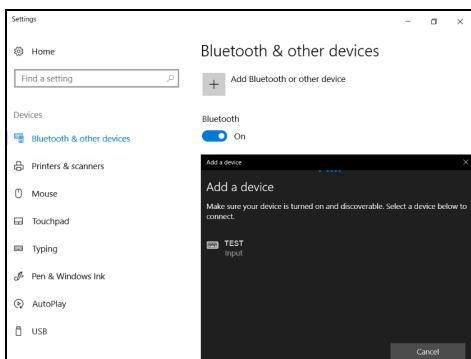 Settings
Home
Find a setting
Devices
Bluetooth & other devices
Printers & scanners
Mouse
Touchpad
Typing
Pen & Windows Ink
AutoPlay
USB
Bluetooth & other devices
Add Bluetooth or other device
Bluetooth
On
Add a device
Add a device
Make sure your device is turned on and discoverable. Select a device below to
connect.
TEST
Input
Cancel